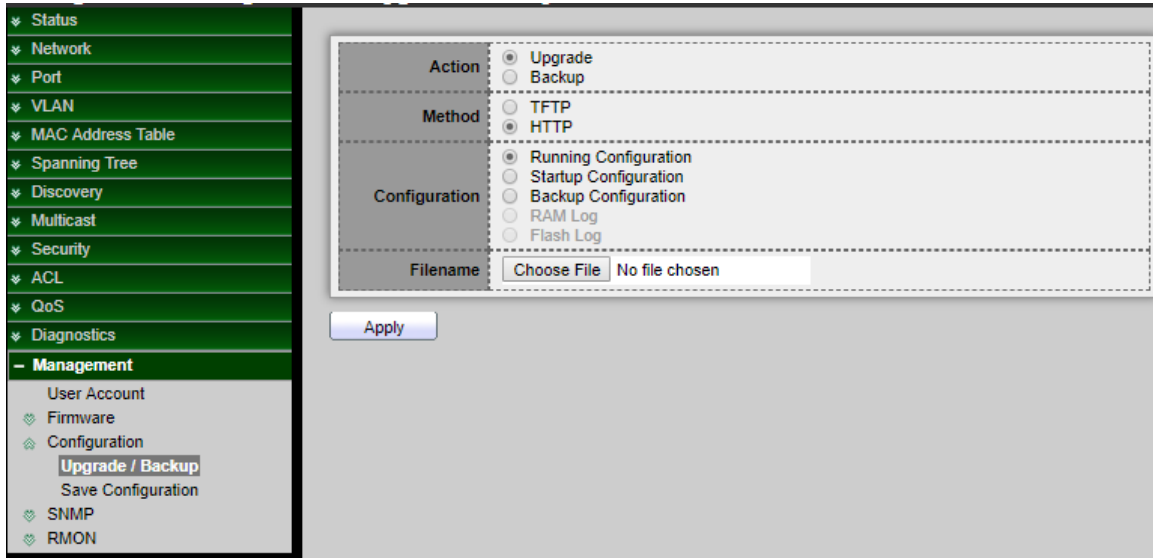 Status
Network
Port
VLAN
MAC Address Table
Spanning Tree
Discovery
Multicast
Security
ACL
QoS
Diagnostics
Management
User Account
Firmware
Configuration
Upgrade / Backup
Save Configuration
SNMP
RMON
Action
Upgrade
Backup
Method
TFTP
HTTP
Configuration
Running Configuration
Startup Configuration
Backup Configuration
RAM Log
Flash Log
Filename
Choose File No file chosen
Apply